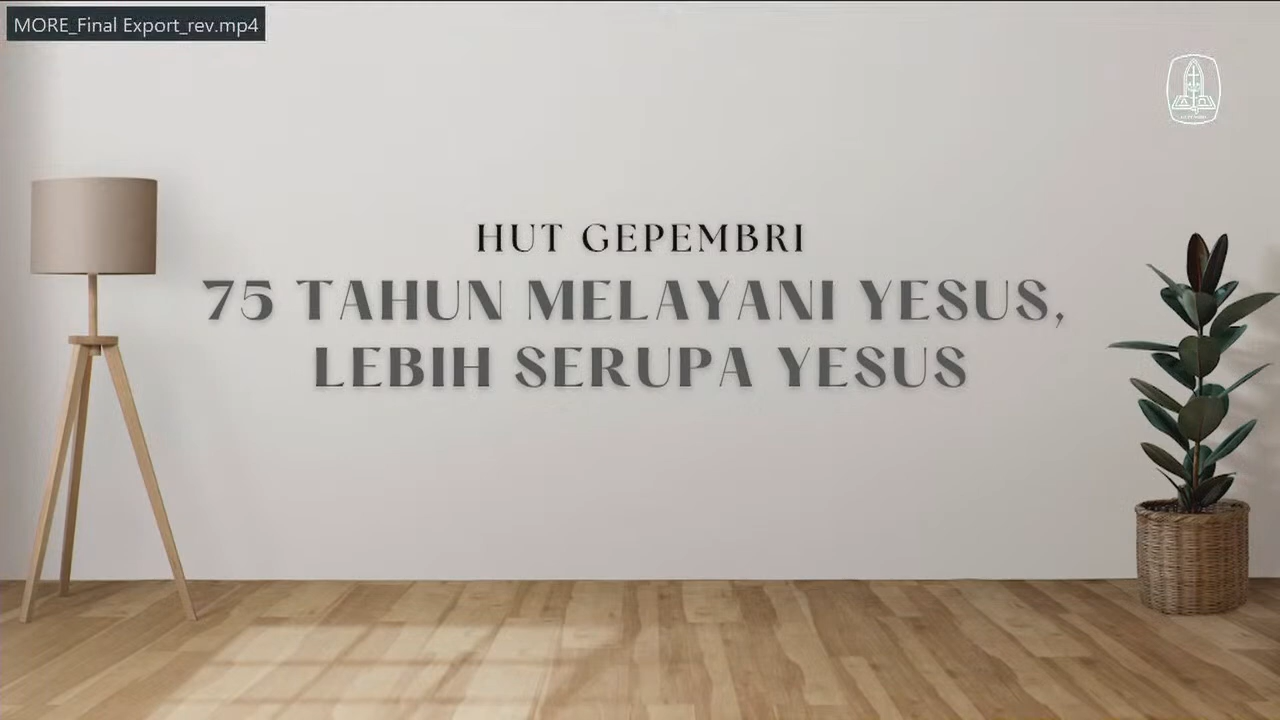 MORE_Final Export_rev.mp4
HUT GEPEMBRI
75 TAHUN MELAYANI YESUS,
LEBIH SERUPA YESUS